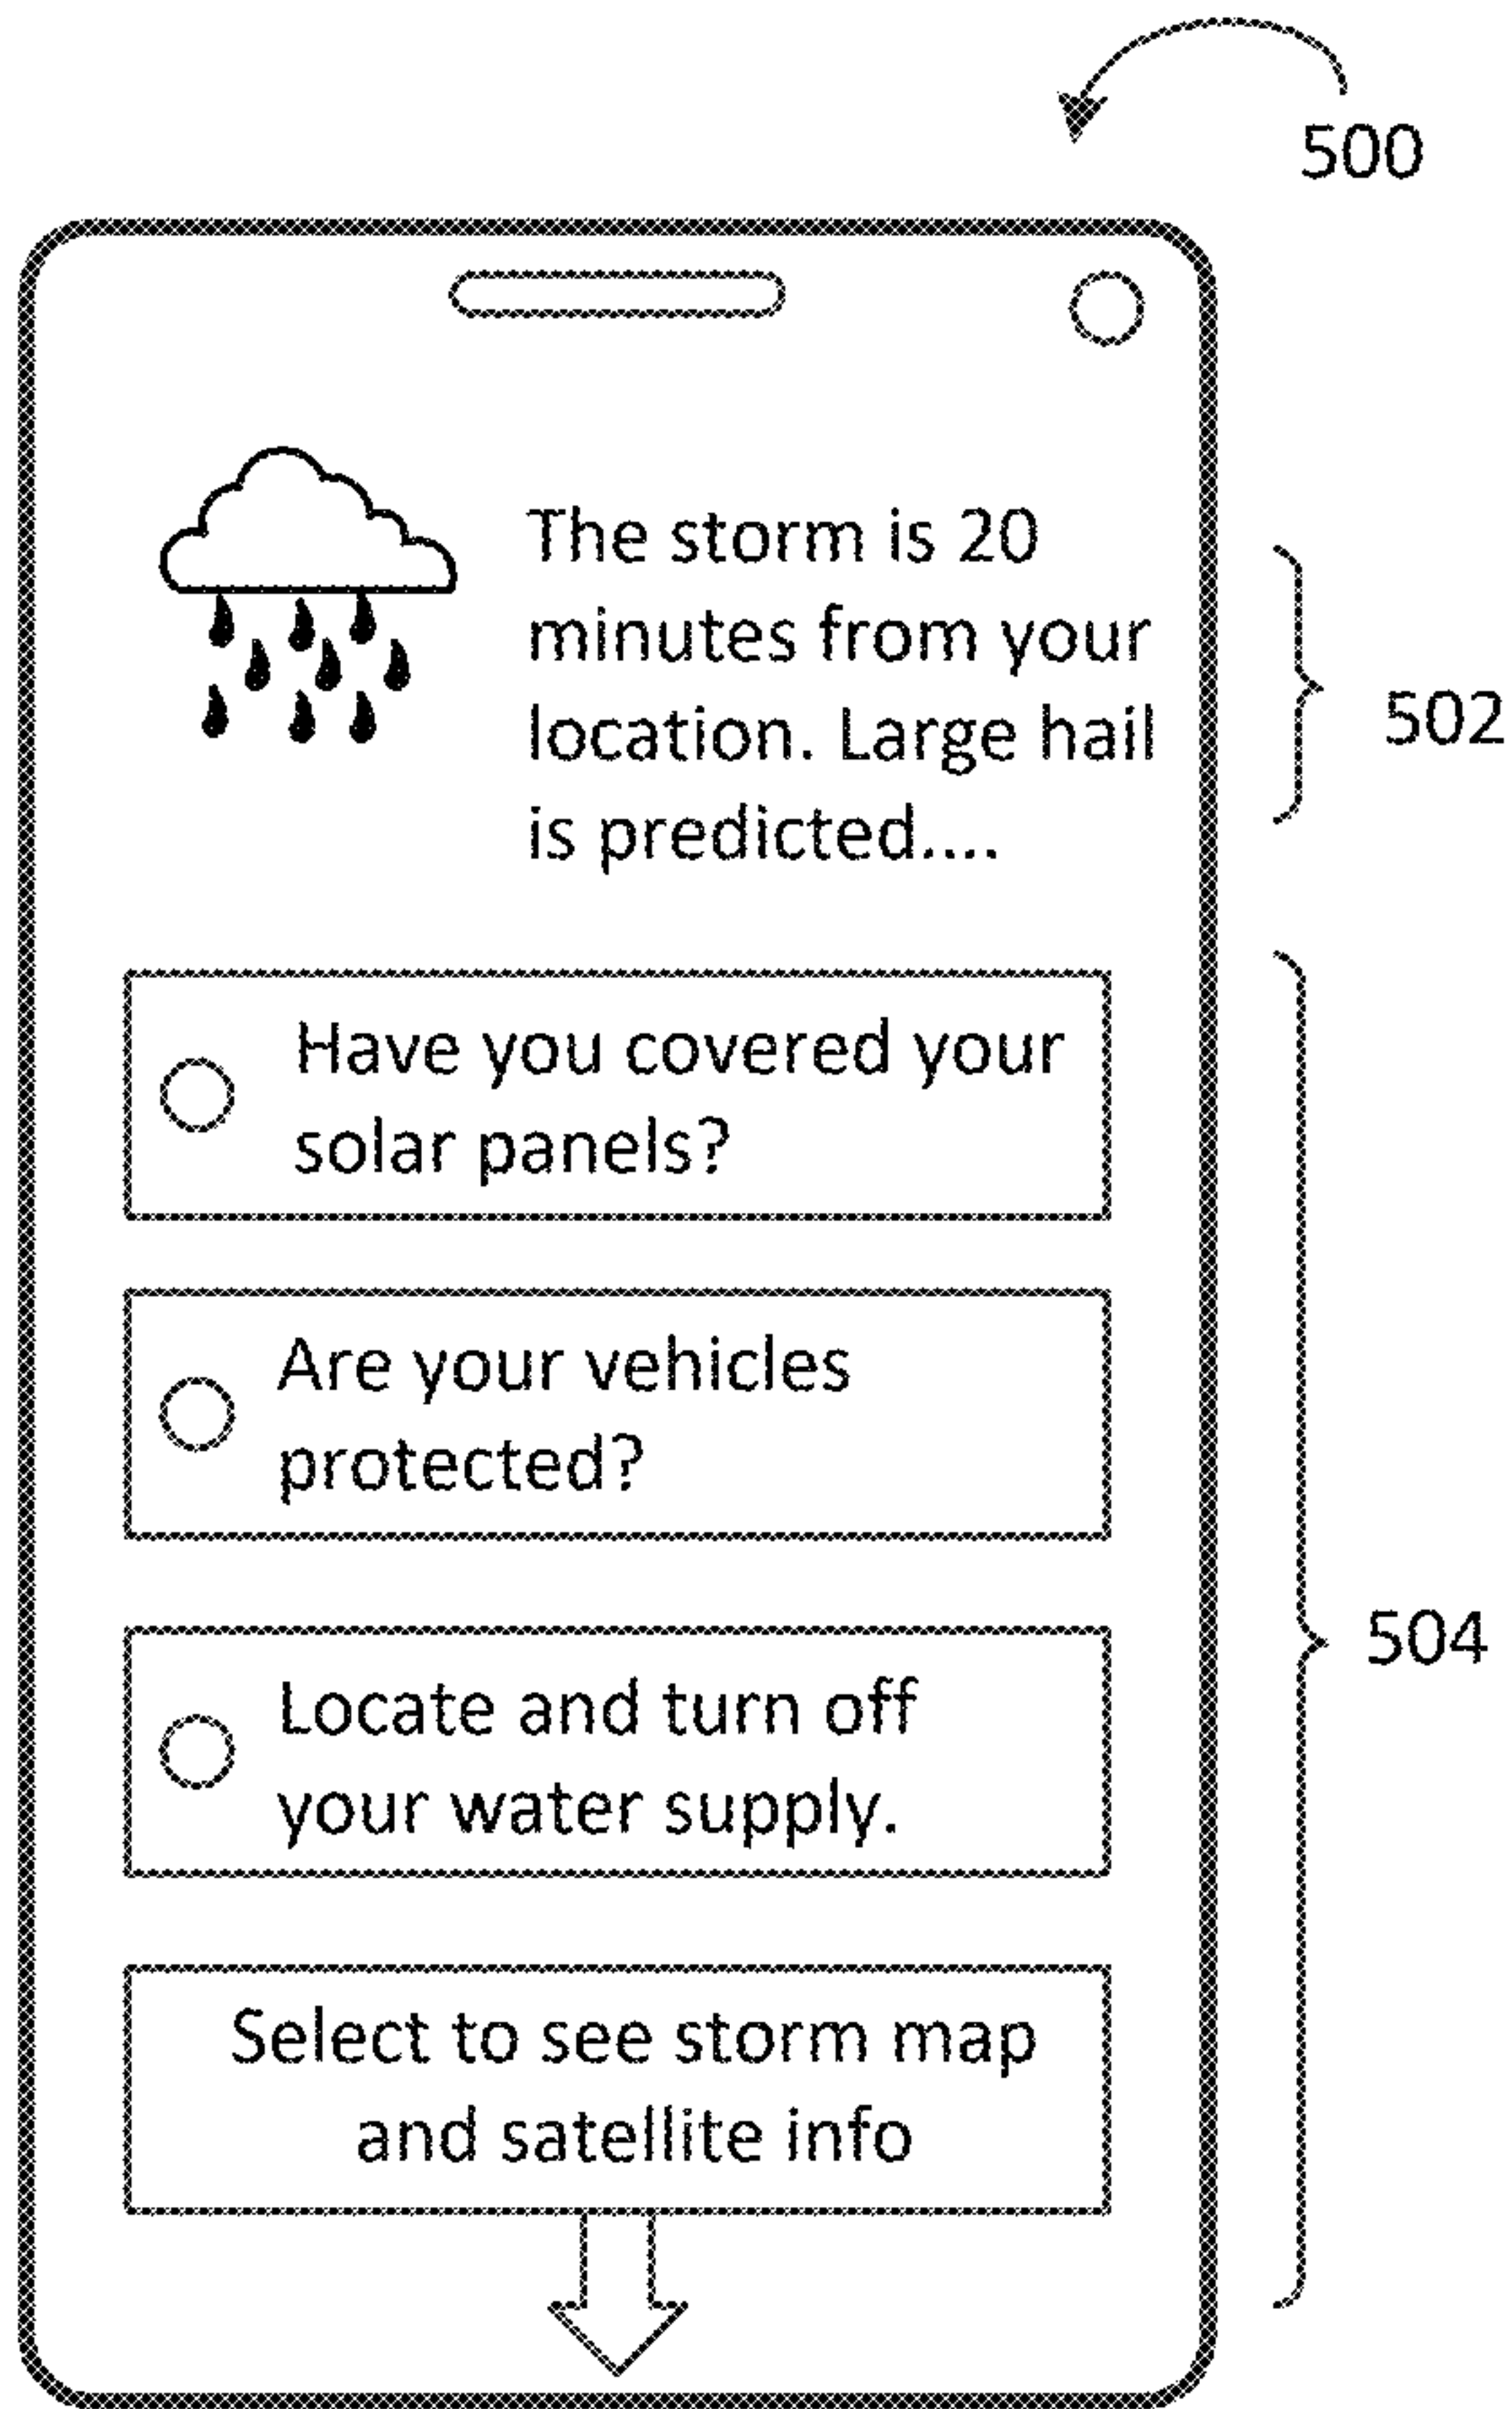 500
The storm is 20
minutes from your
location. Large hail
is predicted....
502
Have you covered your
solar panels?
Are your vehicles
protected?
Locate and turn off
your water supply.
504
Select to see storm map
and satellite info